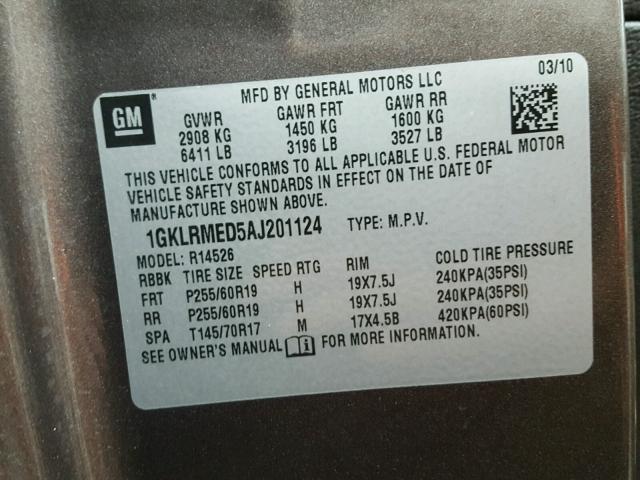 MFD BY GENERAL MOTORS LLC 03/10
GM ® GVWR GAWR FRT GAWR RR
2908 KG 1450 KG 1600 KG
6411 LB 3196 LB 3527 LB
THIS VEHICLE CONFORMS TO ALL APPLICABLE U.S. FEDERAL MOTOR
VEHICLE SAFETY STANDARDS IN EFFECT ON THE DATE OF
MANUFACTURE SHOWN ABOVE.
1GKLRMED5AJ201124 TYPE: M.P.V.
MODEL: R14526
RBBK TIRE SIZE SPEED RTG RIM COLD TIRE PRESSURE
FRT P255/60R19 H 19X7.5J 240KPA(35PSI)
RR P255/60R19 H 19X7.5J 240KPA(35PSI)
SPA T145/70R17 M 17X4.5B 420KPA(60PSI)
SEE OWNER'S MANUAL FOR MORE INFORMATION.